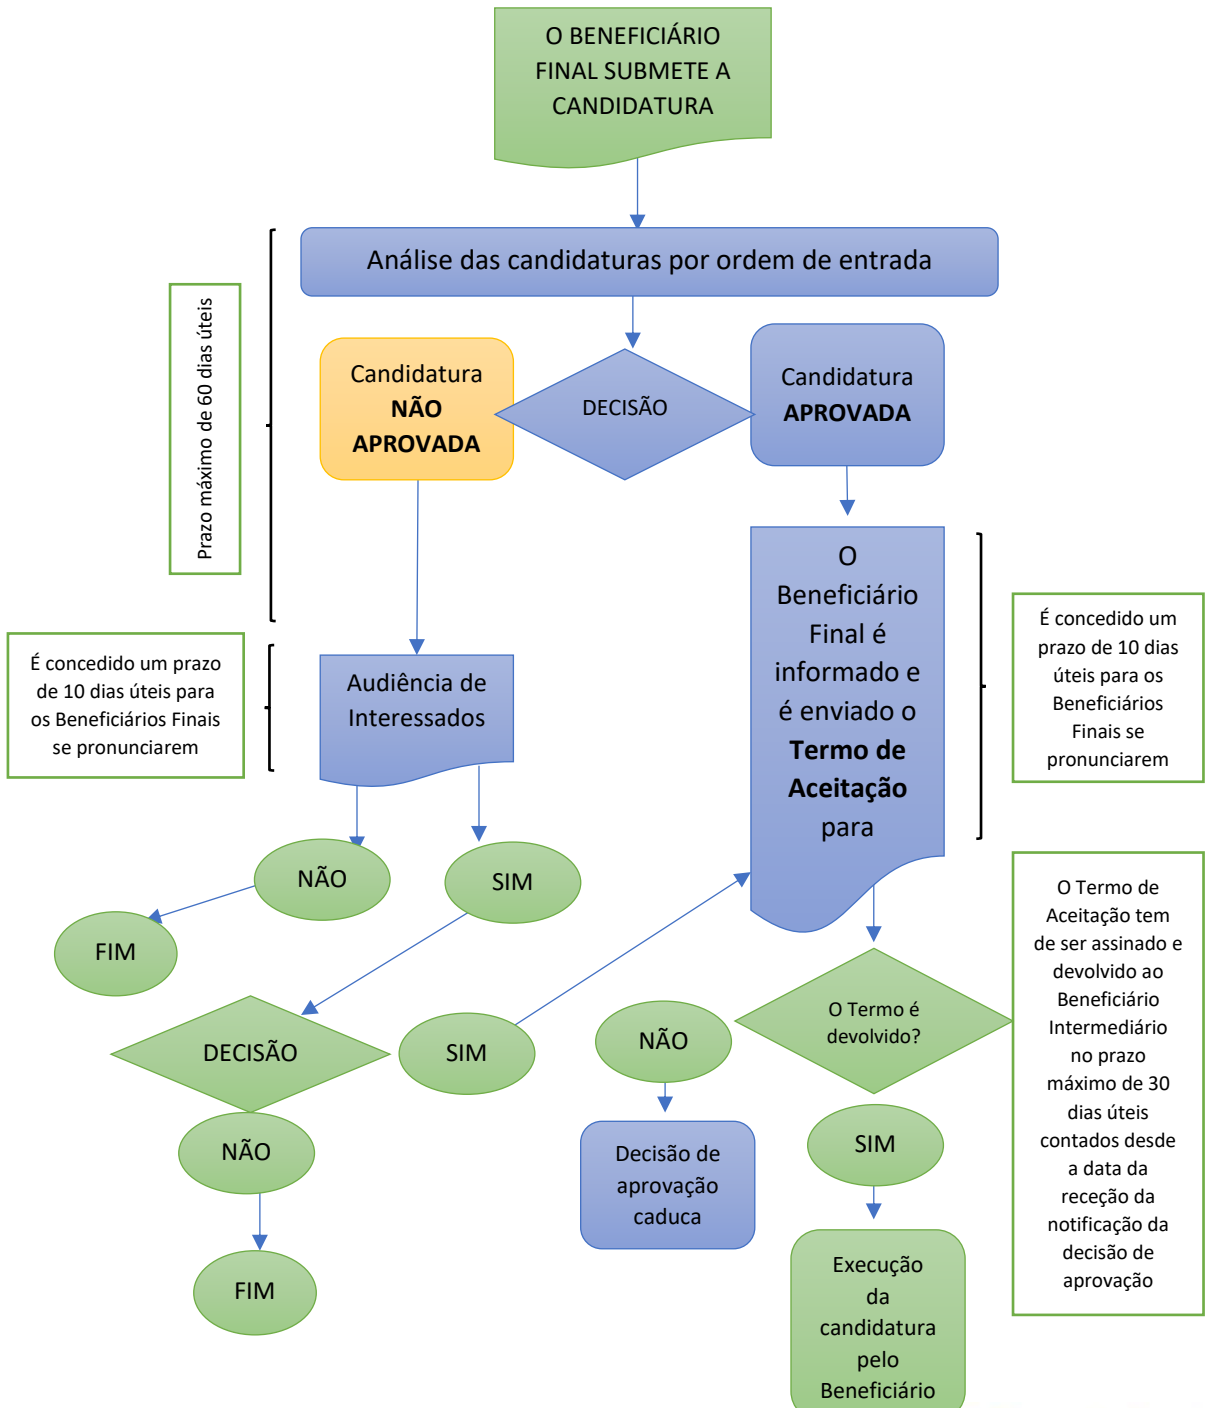 O BENEFICIÁRIO
FINAL SUBMETE A
CANDIDATURA
Análise das candidaturas por ordem de entrada
Prazo máximo de 60 dias úteis
Candidatura
NÃO
APROVADA
DECISÃO
Candidatura
APROVADA
O
Beneficiário
Final é
informado e
é enviado o
Termo de
Aceitação
para
É concedido um
prazo de 10 dias
úteis para os
Beneficiários
Finais se
pronunciarem
É concedido um prazo
de 10 dias úteis para
os Beneficiários Finais
se pronunciarem
Audiência de
Interessados
NÃO
SIM
FIM
DECISÃO
SIM
NÃO
O Termo é
devolvido?
O Termo de
Aceitação tem
de ser assinado e
devolvido ao
Beneficiário
Intermediário
no prazo
máximo de 30
dias úteis
contados desde
a data da
receção da
notificação da
decisão de
aprovação
NÃO
SIM
Decisão de
aprovação
caduca
FIM
Execução
da
candidatura
pelo
Beneficiário